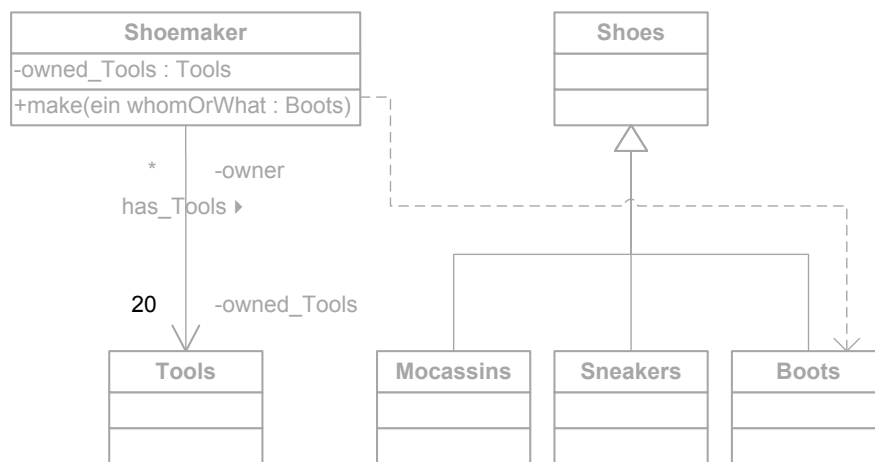 Shoemaker
-owned_Tools : Tools
+make(ein whomOrWhat : Boots)
Shoes
* -owner
has_Tools
20 -owned_Tools
Tools
Mocassins
Sneakers
Boots